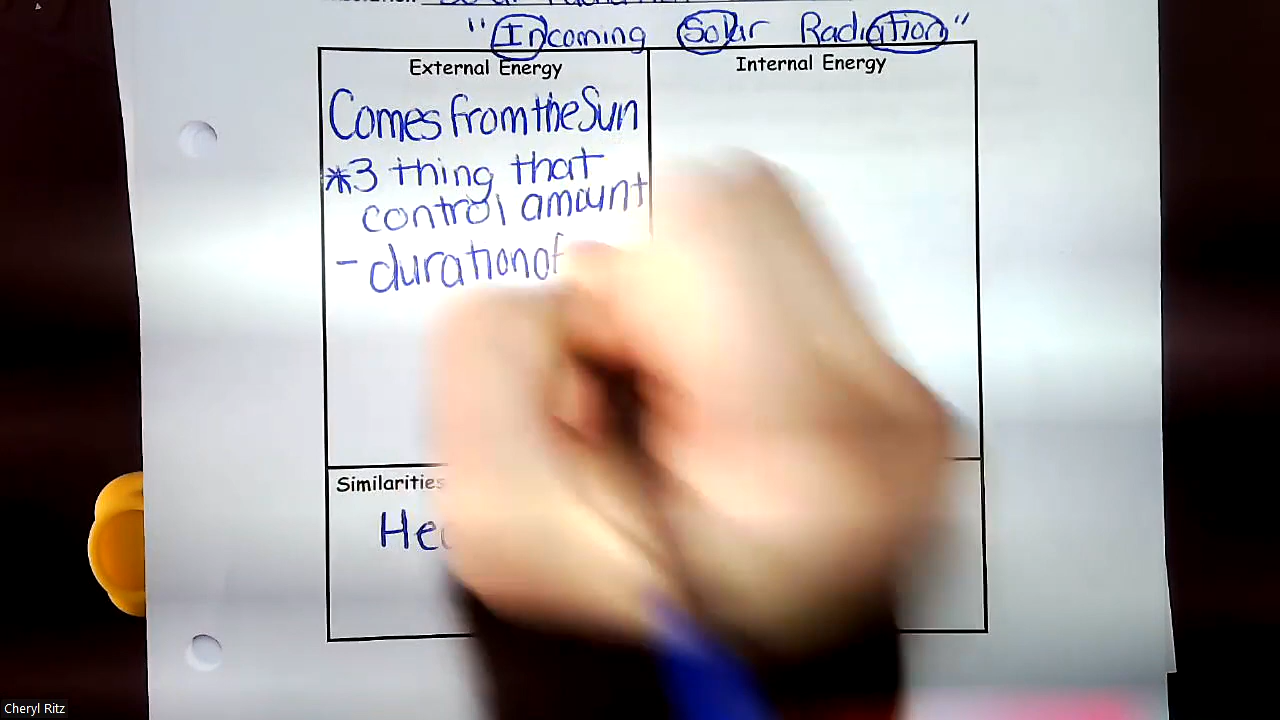 "Incoming Solar Radiation"
External Energy
Internal Energy
Comes from the Sun
*3 thing that
control amount
- duration of
Similarities
Cheryl Ritz